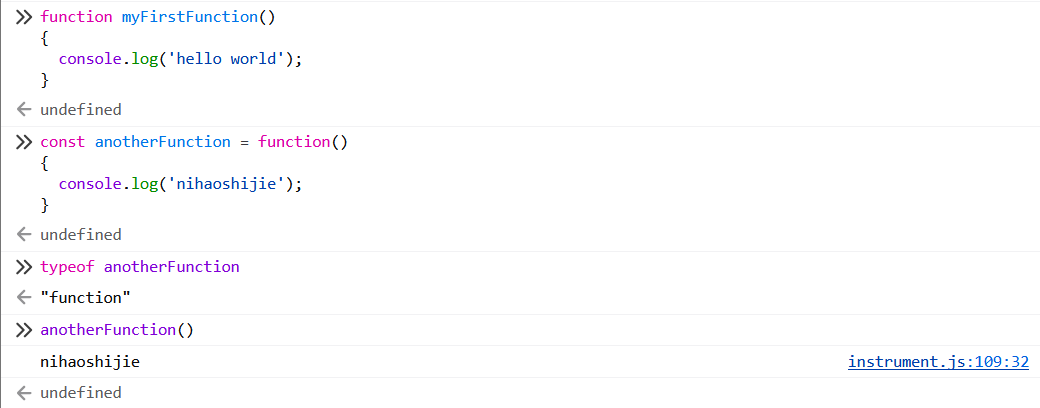 function myFirstFunction()
{
  console.log('hello world');
}
undefined
const anotherFunction = function()
{
  console.log('nihaoshijie');
}
undefined
typeof anotherFunction
"function"
anotherFunction()
nihaoshijie instrument.js:109:32
undefined